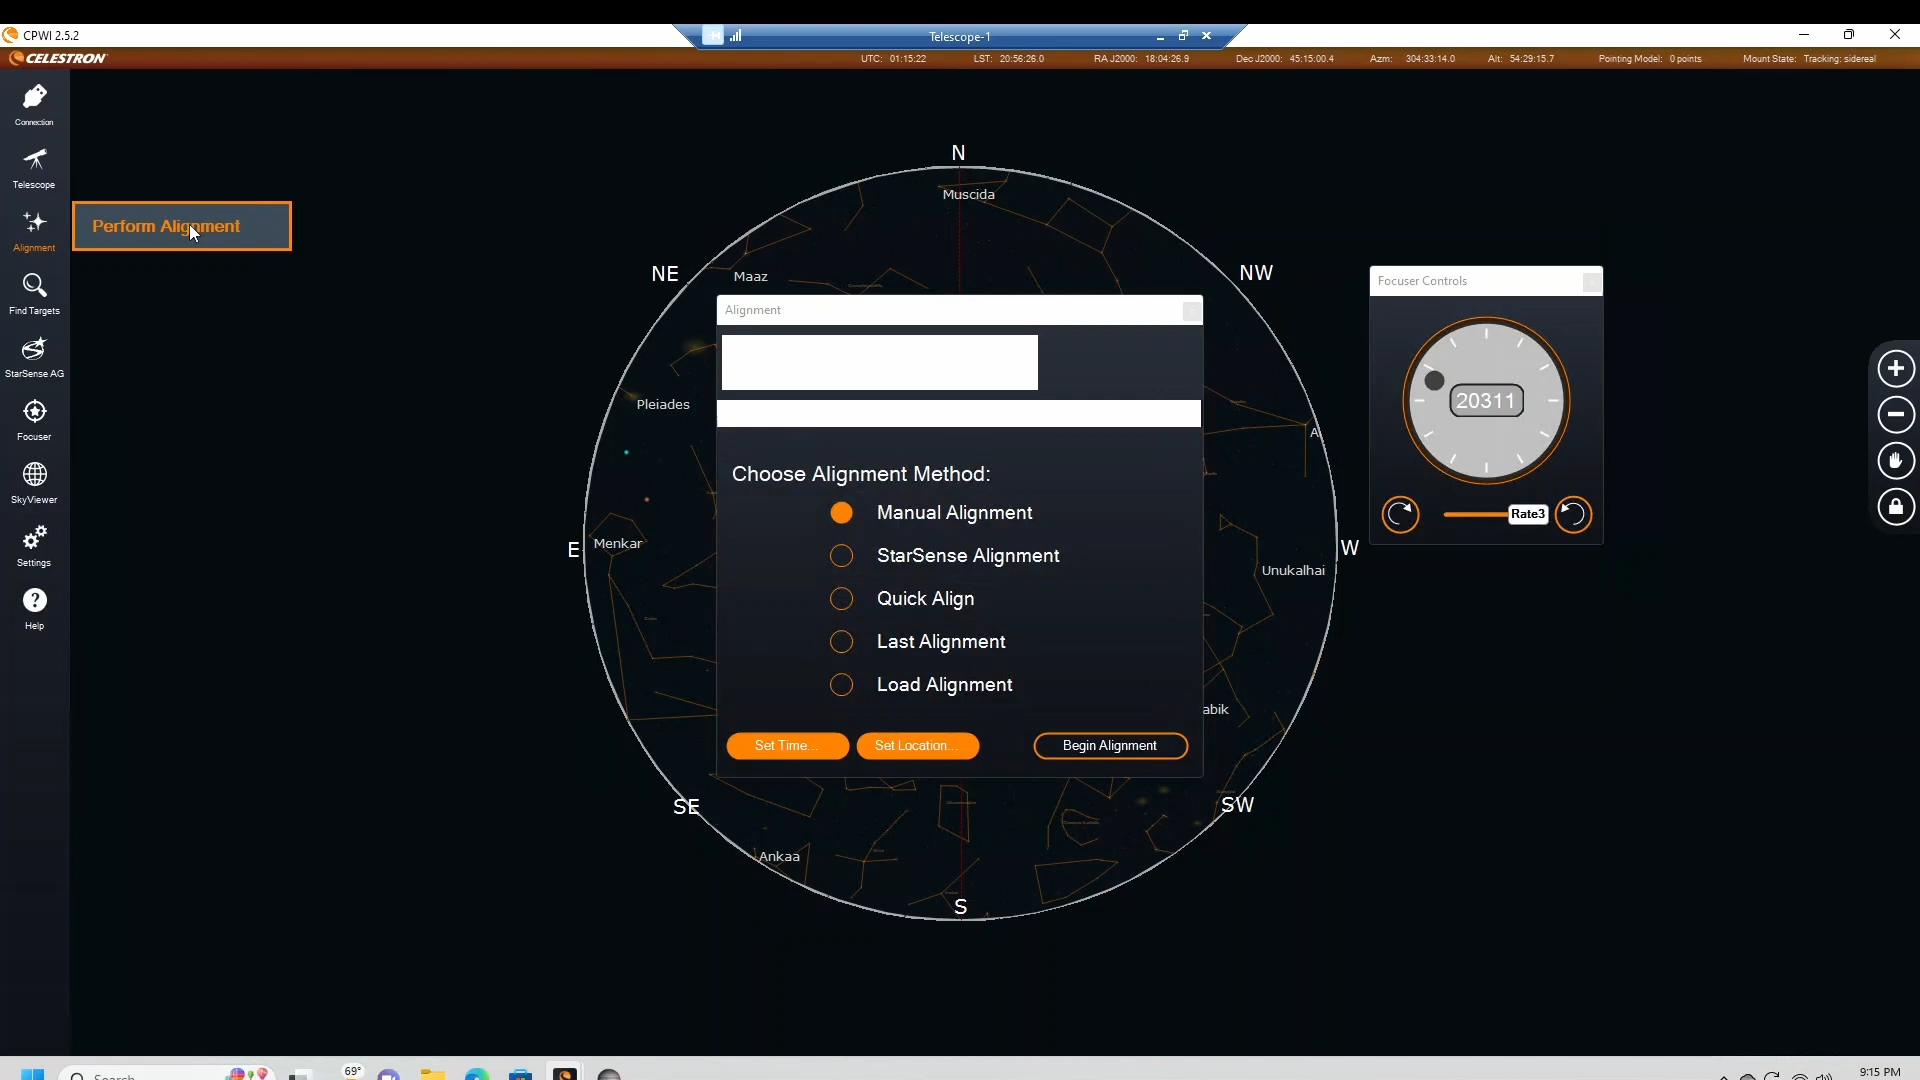 CPWI 2.5.2
Telescope-1
CELESTRON
UTC: 01:15:22
LST: 20:56:26.0
RA J2000: 18:04:26.9
Dec J2000: 45:15:00.4
Azm: 304:33:14.0
Alt: 54:29:15.7
Pointing Model: 0 points
Mount State: Tracking: sidereal
Connection
Telescope
Alignment
Perform Alignment
Find Targets
StarSense AG
Focuser
SkyViewer
Settings
Help
N
Muscida
NE
Maaz
NW
Pleiades
A
E
Menkar
W
Unukalhai
abik
SE
SW
Ankaa
S
Alignment
Choose Alignment Method:
Manual Alignment
StarSense Alignment
Quick Align
Last Alignment
Load Alignment
Set Time...
Set Location...
Begin Alignment
Focuser Controls
20311
Rate3
Search
69°
9:15 PM